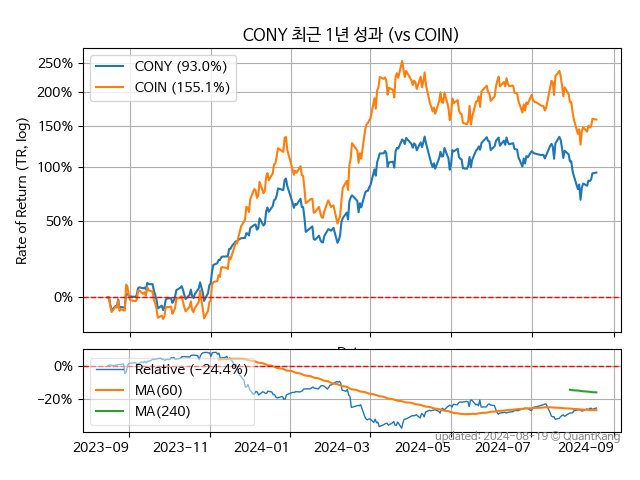 CONY 최근 1년 성과 (vs COIN)
Rate of Return (TR, log)
250%
200%
150%
100%
50%
0%
CONY (93.0%)
COIN (155.1%)
0%
−20%
Relative (−24.4%)
MA(60)
MA(240)
updated: 2024-08-19 © QuantKang
2023-09
2023-11
2024-01
2024-03
2024-05
2024-07
2024-09